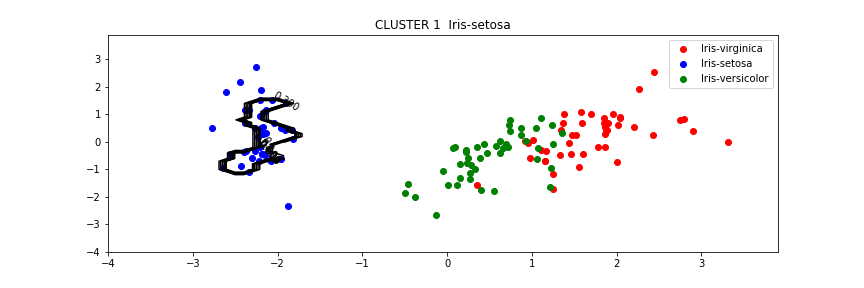 CLUSTER 1  Iris-setosa
Iris-virginica
Iris-setosa
Iris-versicolor
3
2
1
0
−1
−2
−3
−4
−4 −3 −2 −1 0 1 2 3